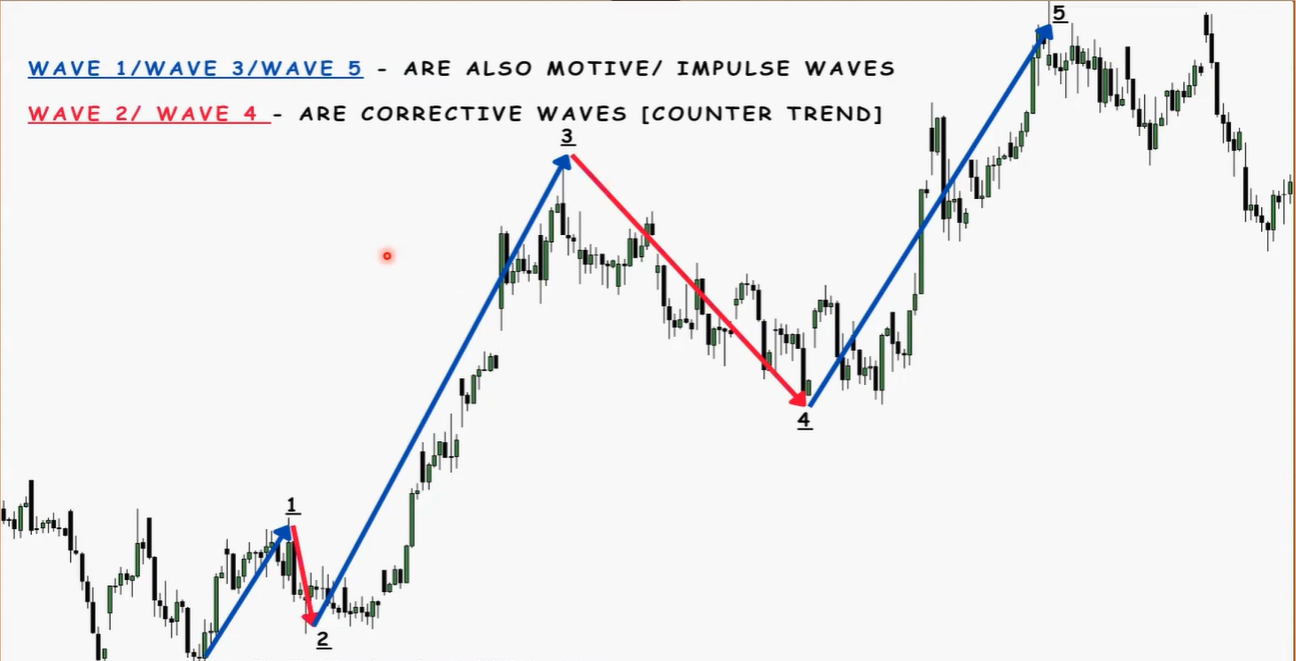 5
WAVE 1/WAVE 3/WAVE 5 - ARE ALSO MOTIVE/ IMPULSE WAVES
WAVE 2/ WAVE 4 - ARE CORRECTIVE WAVES [COUNTER TREND]
3
4
1
2